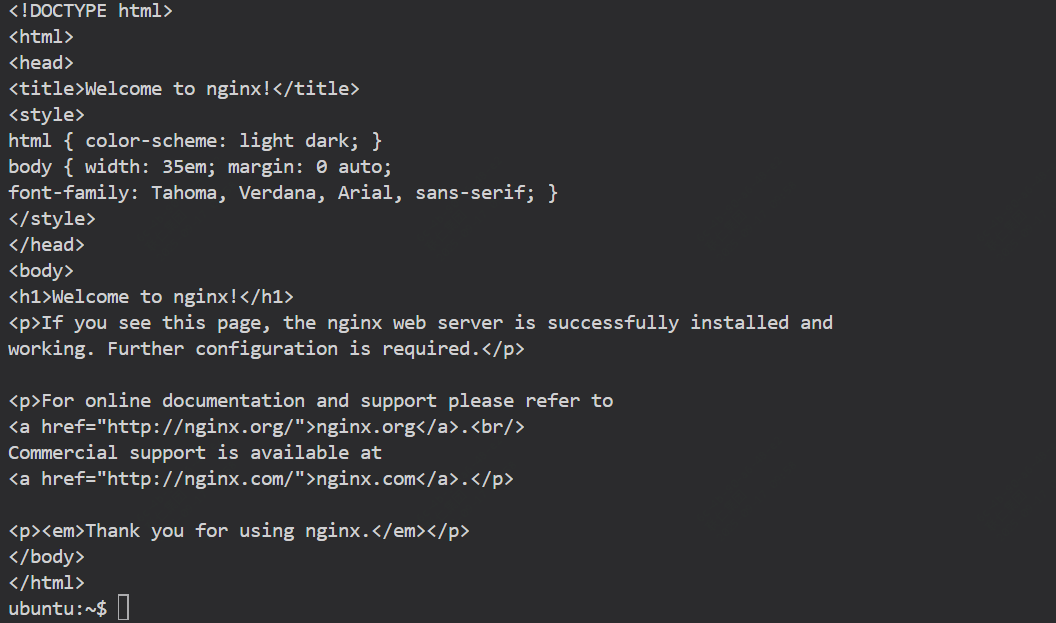 <!DOCTYPE html>
<html>
<head>
<title>Welcome to nginx!</title>
<style>
html { color-scheme: light dark; }
body { width: 35em; margin: 0 auto;
font-family: Tahoma, Verdana, Arial, sans-serif; }
</style>
</head>
<body>
<h1>Welcome to nginx!</h1>
<p>If you see this page, the nginx web server is successfully installed and
working. Further configuration is required.</p>

<p>For online documentation and support please refer to
<a href="http://nginx.org/">nginx.org</a>.<br/>
Commercial support is available at
<a href="http://nginx.com/">nginx.com</a>.</p>

<p><em>Thank you for using nginx.</em></p>
</body>
</html>
ubuntu:~$